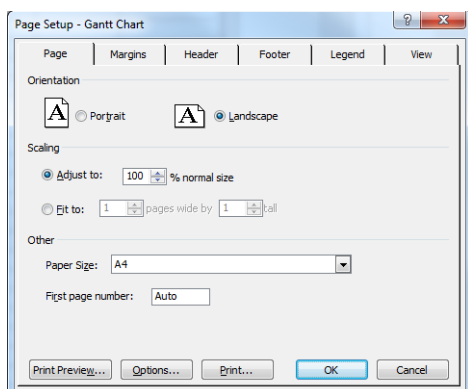 Page Setup - Gantt Chart
Page Margins Header Footer Legend View
Orientation
A Portrait A Landscape
Scaling
Adjust to: 100 % normal size
Fit to: 1 pages wide by 1 tall
Other
Paper Size: A4
First page number: Auto
Print Preview... Options... Print... OK Cancel